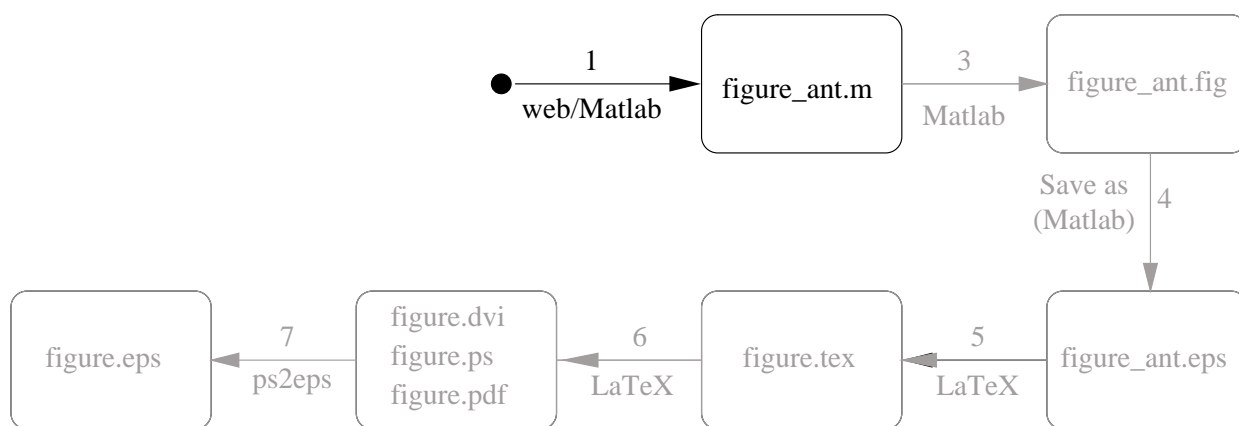 1
web/Matlab
figure_ant.m
3
Matlab
figure_ant.fig
Save as
(Matlab)
4
figure_ant.eps
5
LaTeX
figure.tex
6
LaTeX
figure.dvi
figure.ps
figure.pdf
7
ps2eps
figure.eps